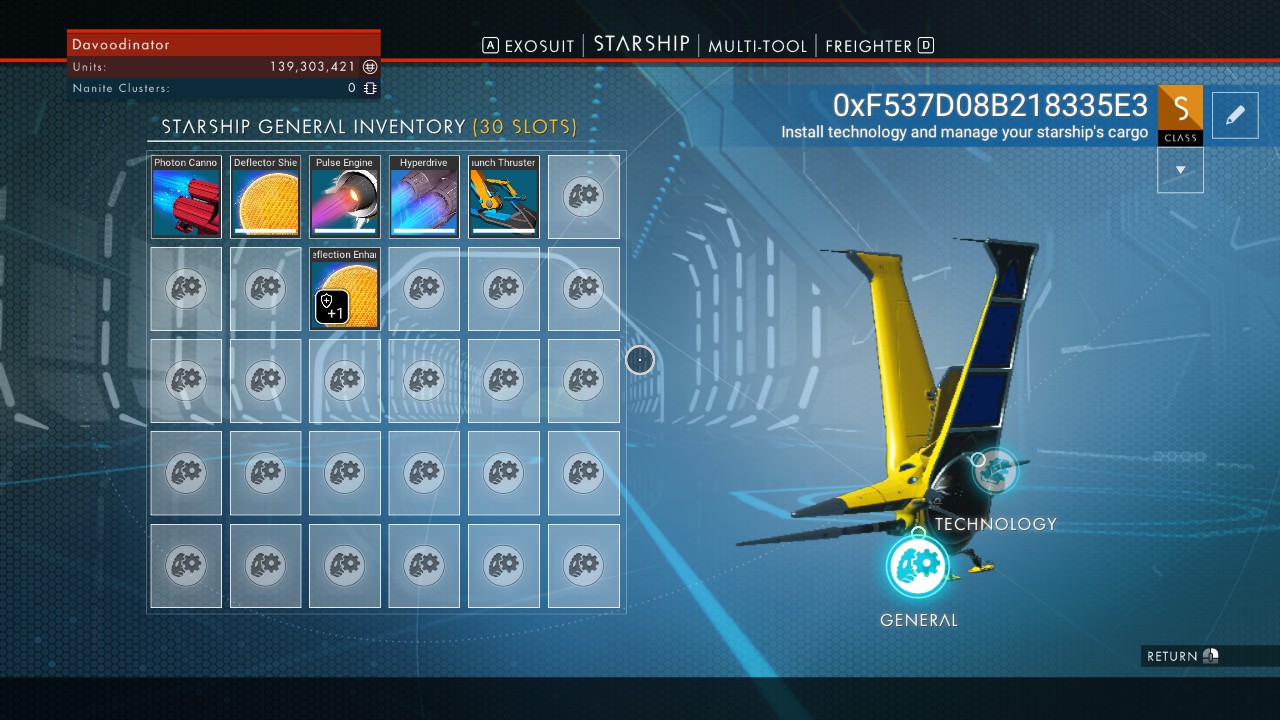 Davoodinator
Units: 139,303,421
Nanite Clusters: 0
A EXOSUIT STARSHIP MULTI-TOOL FREIGHTER D
STARSHIP GENERAL INVENTORY (30 SLOTS)
0xF537D08B218335E3
Install technology and manage your starship's cargo
S
CLASS
Photon Canno Deflector Shie Pulse Engine Hyperdrive unch Thruster
eflection Enhan
+1
TECHNOLOGY
GENERAL
RETURN